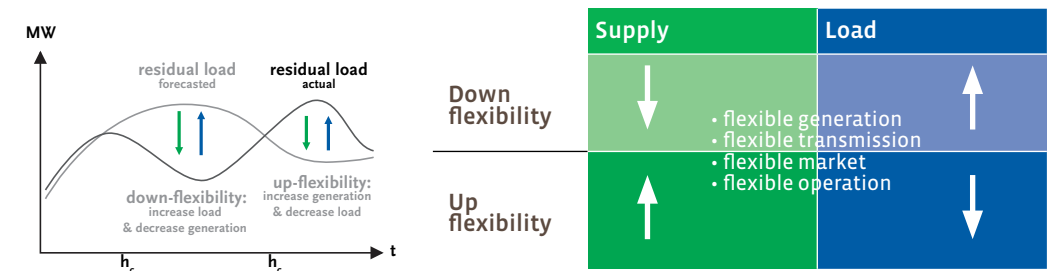 MW
residual load
forecasted
residual load
actual
down-flexibility:
increase load
& decrease generation
up-flexibility:
increase generation
& decrease load
t
h
h
Supply
Load
Down
flexibility
Up
flexibility
• flexible generation
• flexible transmission
• flexible market
• flexible operation